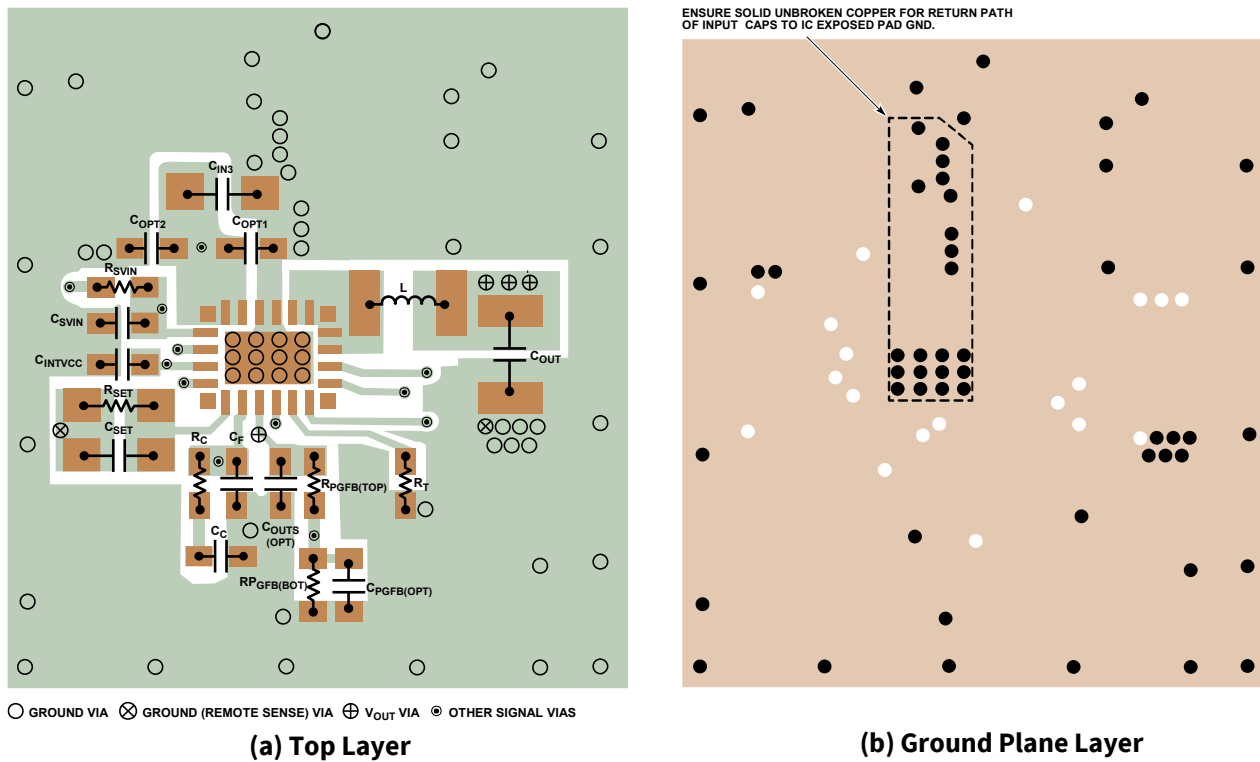 ENSURE SOLID UNBROKEN COPPER FOR RETURN PATH
OF INPUT CAPS TO IC EXPOSED PAD GND.
CIN3
COPT2
COPT1
RSVIN
L
CSVIN
COUT
CINTVCC
RSET
CSET
RC
CF
RPGFB(TOP)
RT
CC
COUTS
(OPT)
RPGFB(BOT)
CPGFB(OPT)
GROUND VIA
GROUND (REMOTE SENSE) VIA
VOUT VIA
OTHER SIGNAL VIAS
(a) Top Layer
(b) Ground Plane Layer